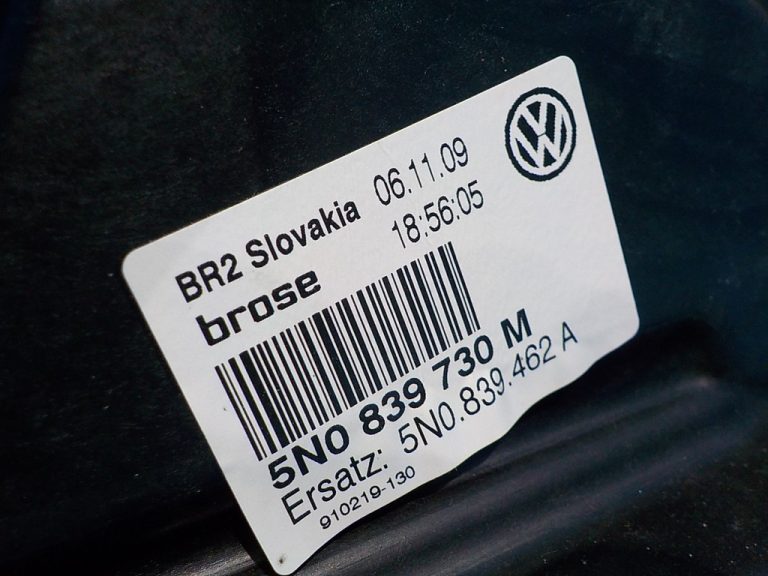 BR2 Slovakia 06.11.09
brose 18:56:05
5N0 839 730 M
Ersatz: 5N0.839.462 A
910219-130